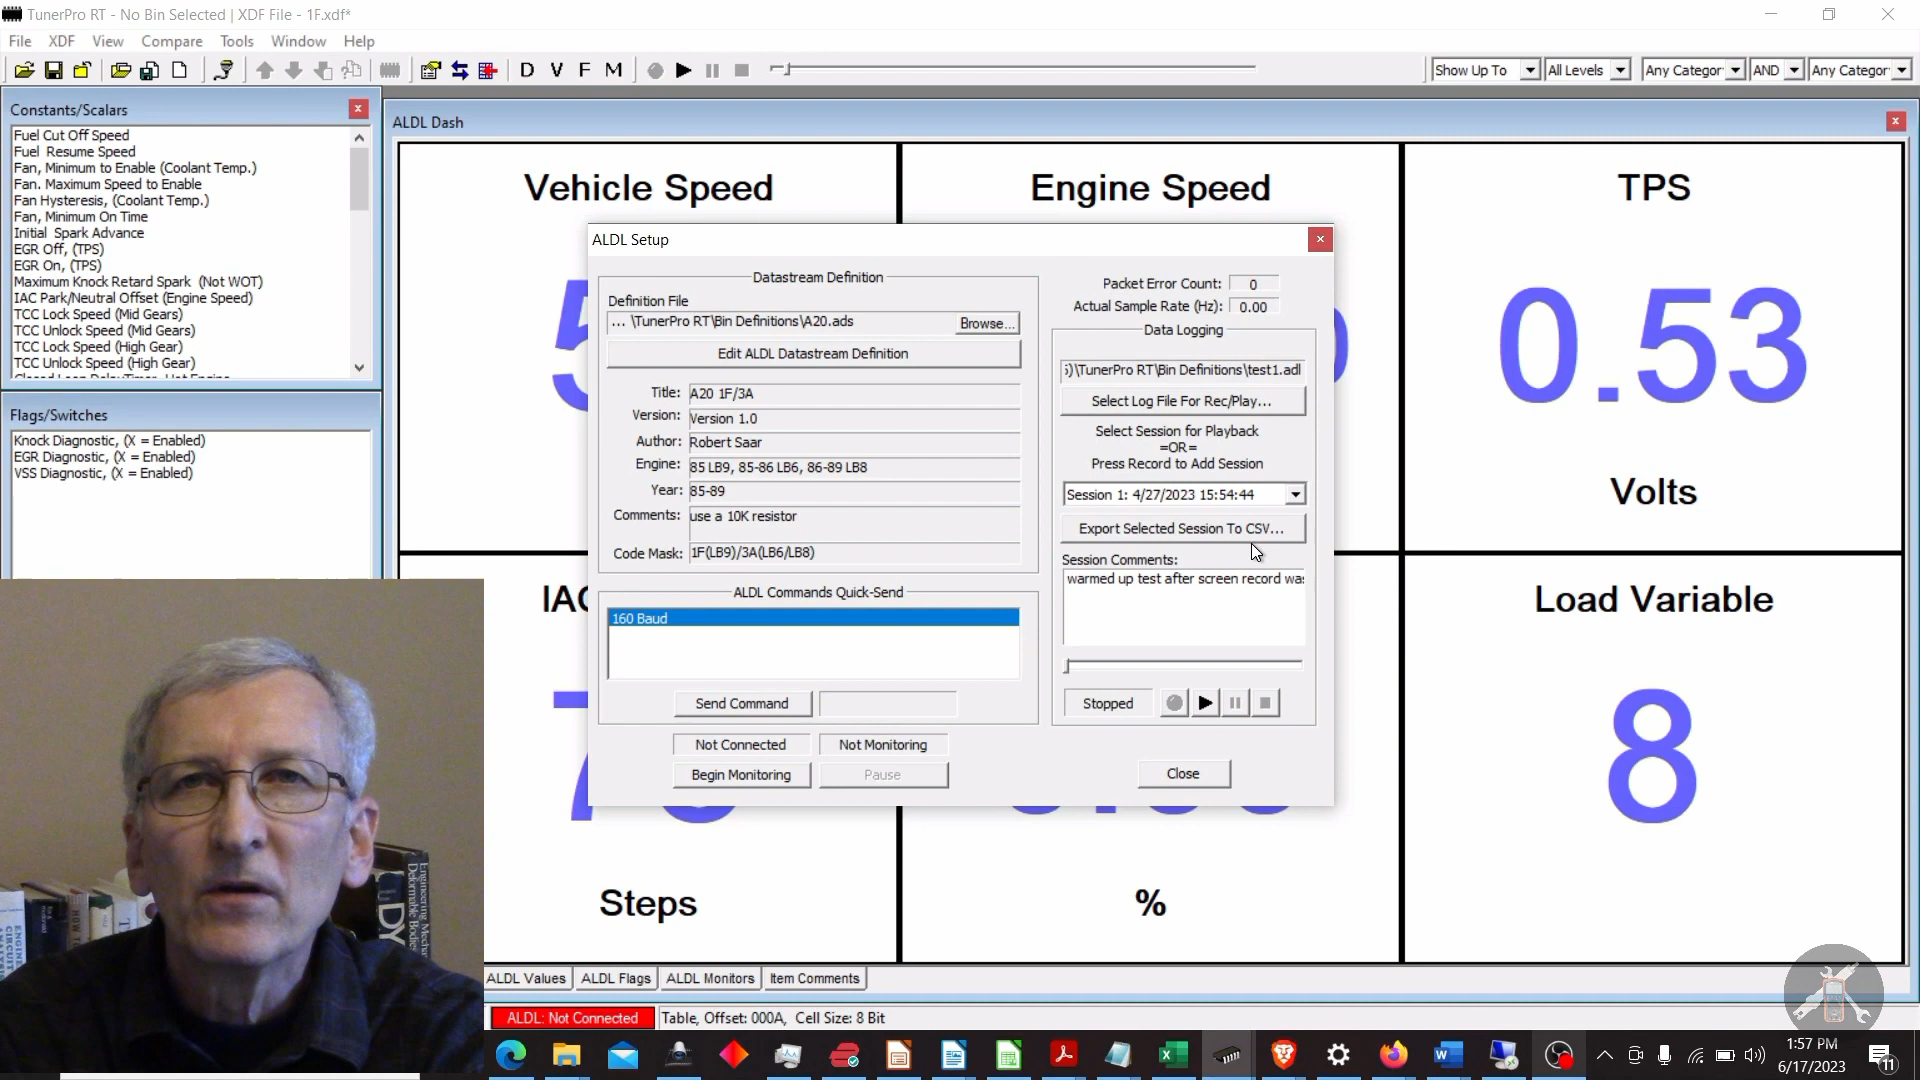 TunerPro RT - No Bin Selected | XDF File - 1F.xdf*
File XDF View Compare Tools Window Help
D V F M Show Up To All Levels Any Categor AND Any Categor
Constants/Scalars
Fuel Cut Off Speed
Fuel Resume Speed
Fan, Minimum to Enable (Coolant Temp.)
Fan. Maximum Speed to Enable
Fan Hysteresis, (Coolant Temp.)
Fan, Minimum On Time
Initial Spark Advance
EGR Off, (TPS)
EGR On, (TPS)
Maximum Knock Retard Spark (Not WOT)
IAC Park/Neutral Offset (Engine Speed)
TCC Lock Speed (Mid Gears)
TCC Unlock Speed (Mid Gears)
TCC Lock Speed (High Gear)
TCC Unlock Speed (High Gear)
Flags/Switches
Knock Diagnostic, (X = Enabled)
EGR Diagnostic, (X = Enabled)
VSS Diagnostic, (X = Enabled)
ALDL Dash
Vehicle Speed
Engine Speed
TPS
0.53
Volts
IAC
Steps
%
Load Variable
8
ALDL Setup
Datastream Definition
Definition File
... \TunerPro RT\Bin Definitions\A20.ads Browse...
Edit ALDL Datastream Definition
Title: A20 1F/3A
Version: Version 1.0
Author: Robert Saar
Engine: 85 LB9, 85-86 LB6, 86-89 LB8
Year: 85-89
Comments: use a 10K resistor
Code Mask: 1F(LB9)/3A(LB6/LB8)
ALDL Commands Quick-Send
160 Baud
Send Command
Not Connected Not Monitoring
Begin Monitoring Pause
Packet Error Count: 0
Actual Sample Rate (Hz): 0.00
Data Logging
)\TunerPro RT\Bin Definitions\test1.adl
Select Log File For Rec/Play...
Select Session for Playback
=OR=
Press Record to Add Session
Session 1: 4/27/2023 15:54:44
Export Selected Session To CSV...
Session Comments:
warmed up test after screen record was
Stopped
Close
ALDL Values ALDL Flags ALDL Monitors Item Comments
ALDL: Not Connected Table, Offset: 000A, Cell Size: 8 Bit
1:57 PM
6/17/2023
11
Engineering Mechanics
Deformable Bodies
DY
ENGINE
CIRCUIT
HOW TO